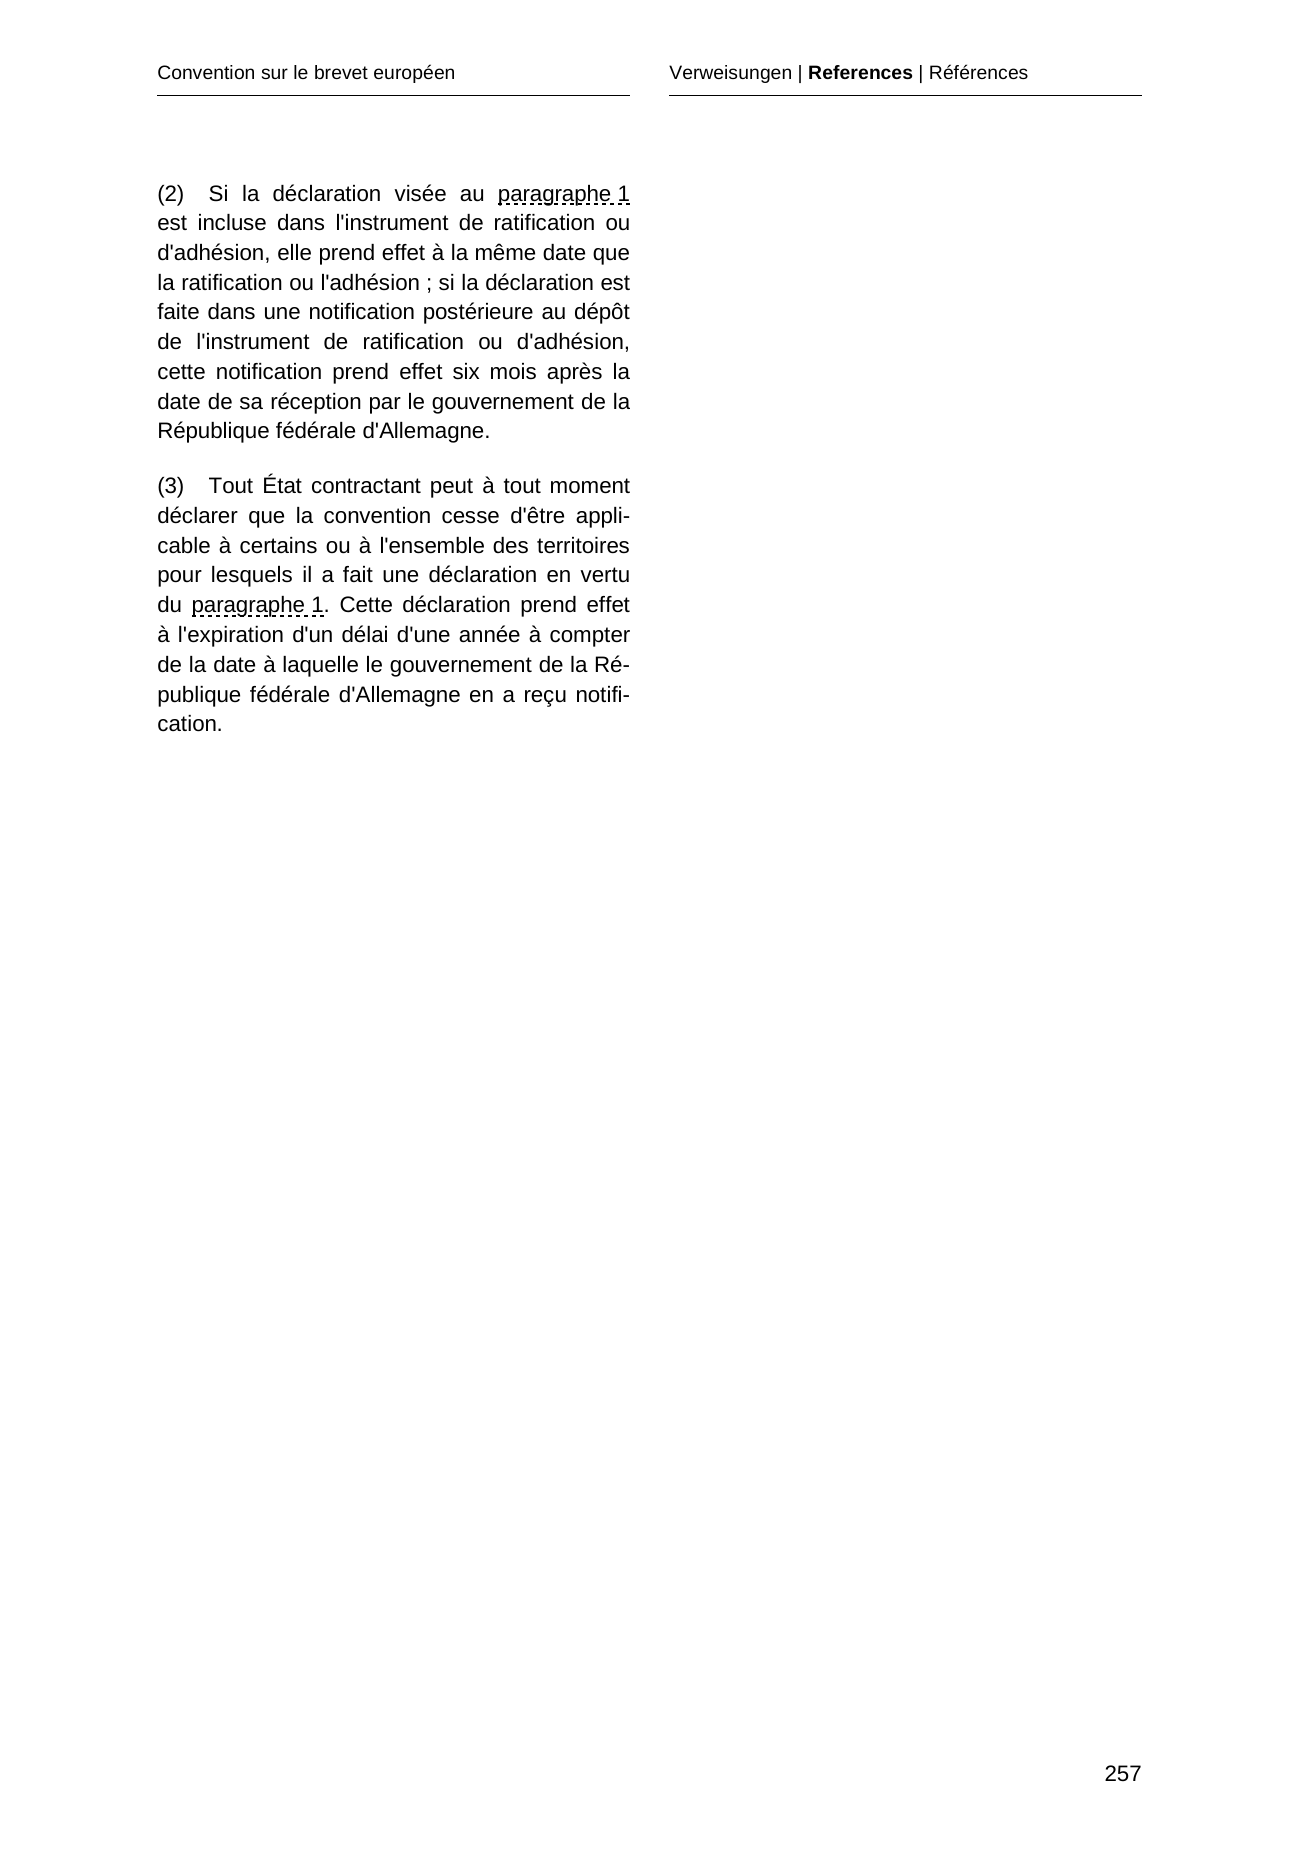 Convention sur le brevet européen
Verweisungen | References | Références
(2) Si la déclaration visée au paragraphe 1
est incluse dans l'instrument de ratification ou
d'adhésion, elle prend effet à la même date que
la ratification ou l'adhésion ; si la déclaration est
faite dans une notification postérieure au dépôt
de l'instrument de ratification ou d'adhésion,
cette notification prend effet six mois après la
date de sa réception par le gouvernement de la
République fédérale d'Allemagne.
(3) Tout État contractant peut à tout moment
déclarer que la convention cesse d'être appli-
cable à certains ou à l'ensemble des territoires
pour lesquels il a fait une déclaration en vertu
du paragraphe 1. Cette déclaration prend effet
à l'expiration d'un délai d'une année à compter
de la date à laquelle le gouvernement de la Ré-
publique fédérale d'Allemagne en a reçu notifi-
cation.
257